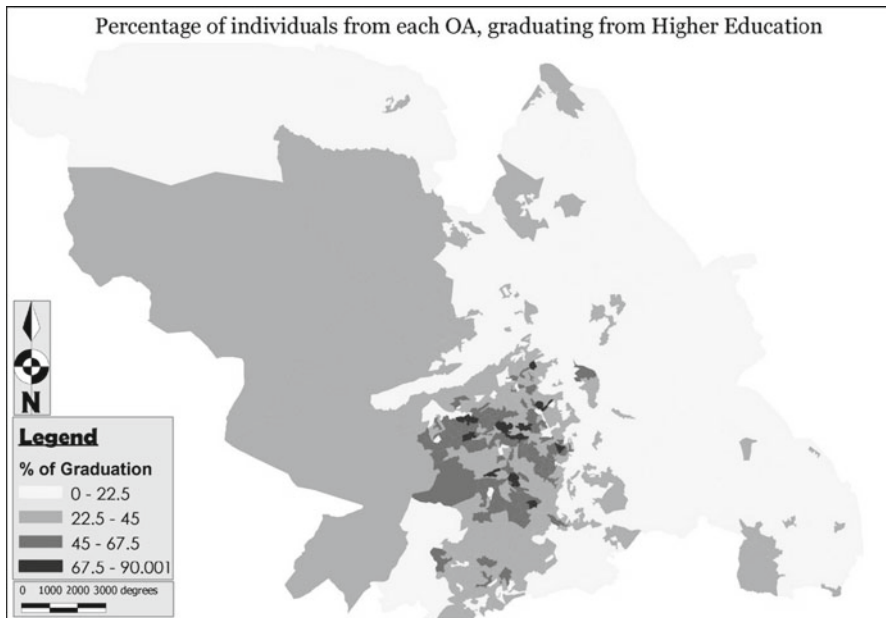 Percentage of individuals from each OA, graduating from Higher Education
N
Legend
% of Graduation
0 - 22.5
22.5 - 45
45 - 67.5
67.5 - 90.001
0 1000 2000 3000 degrees